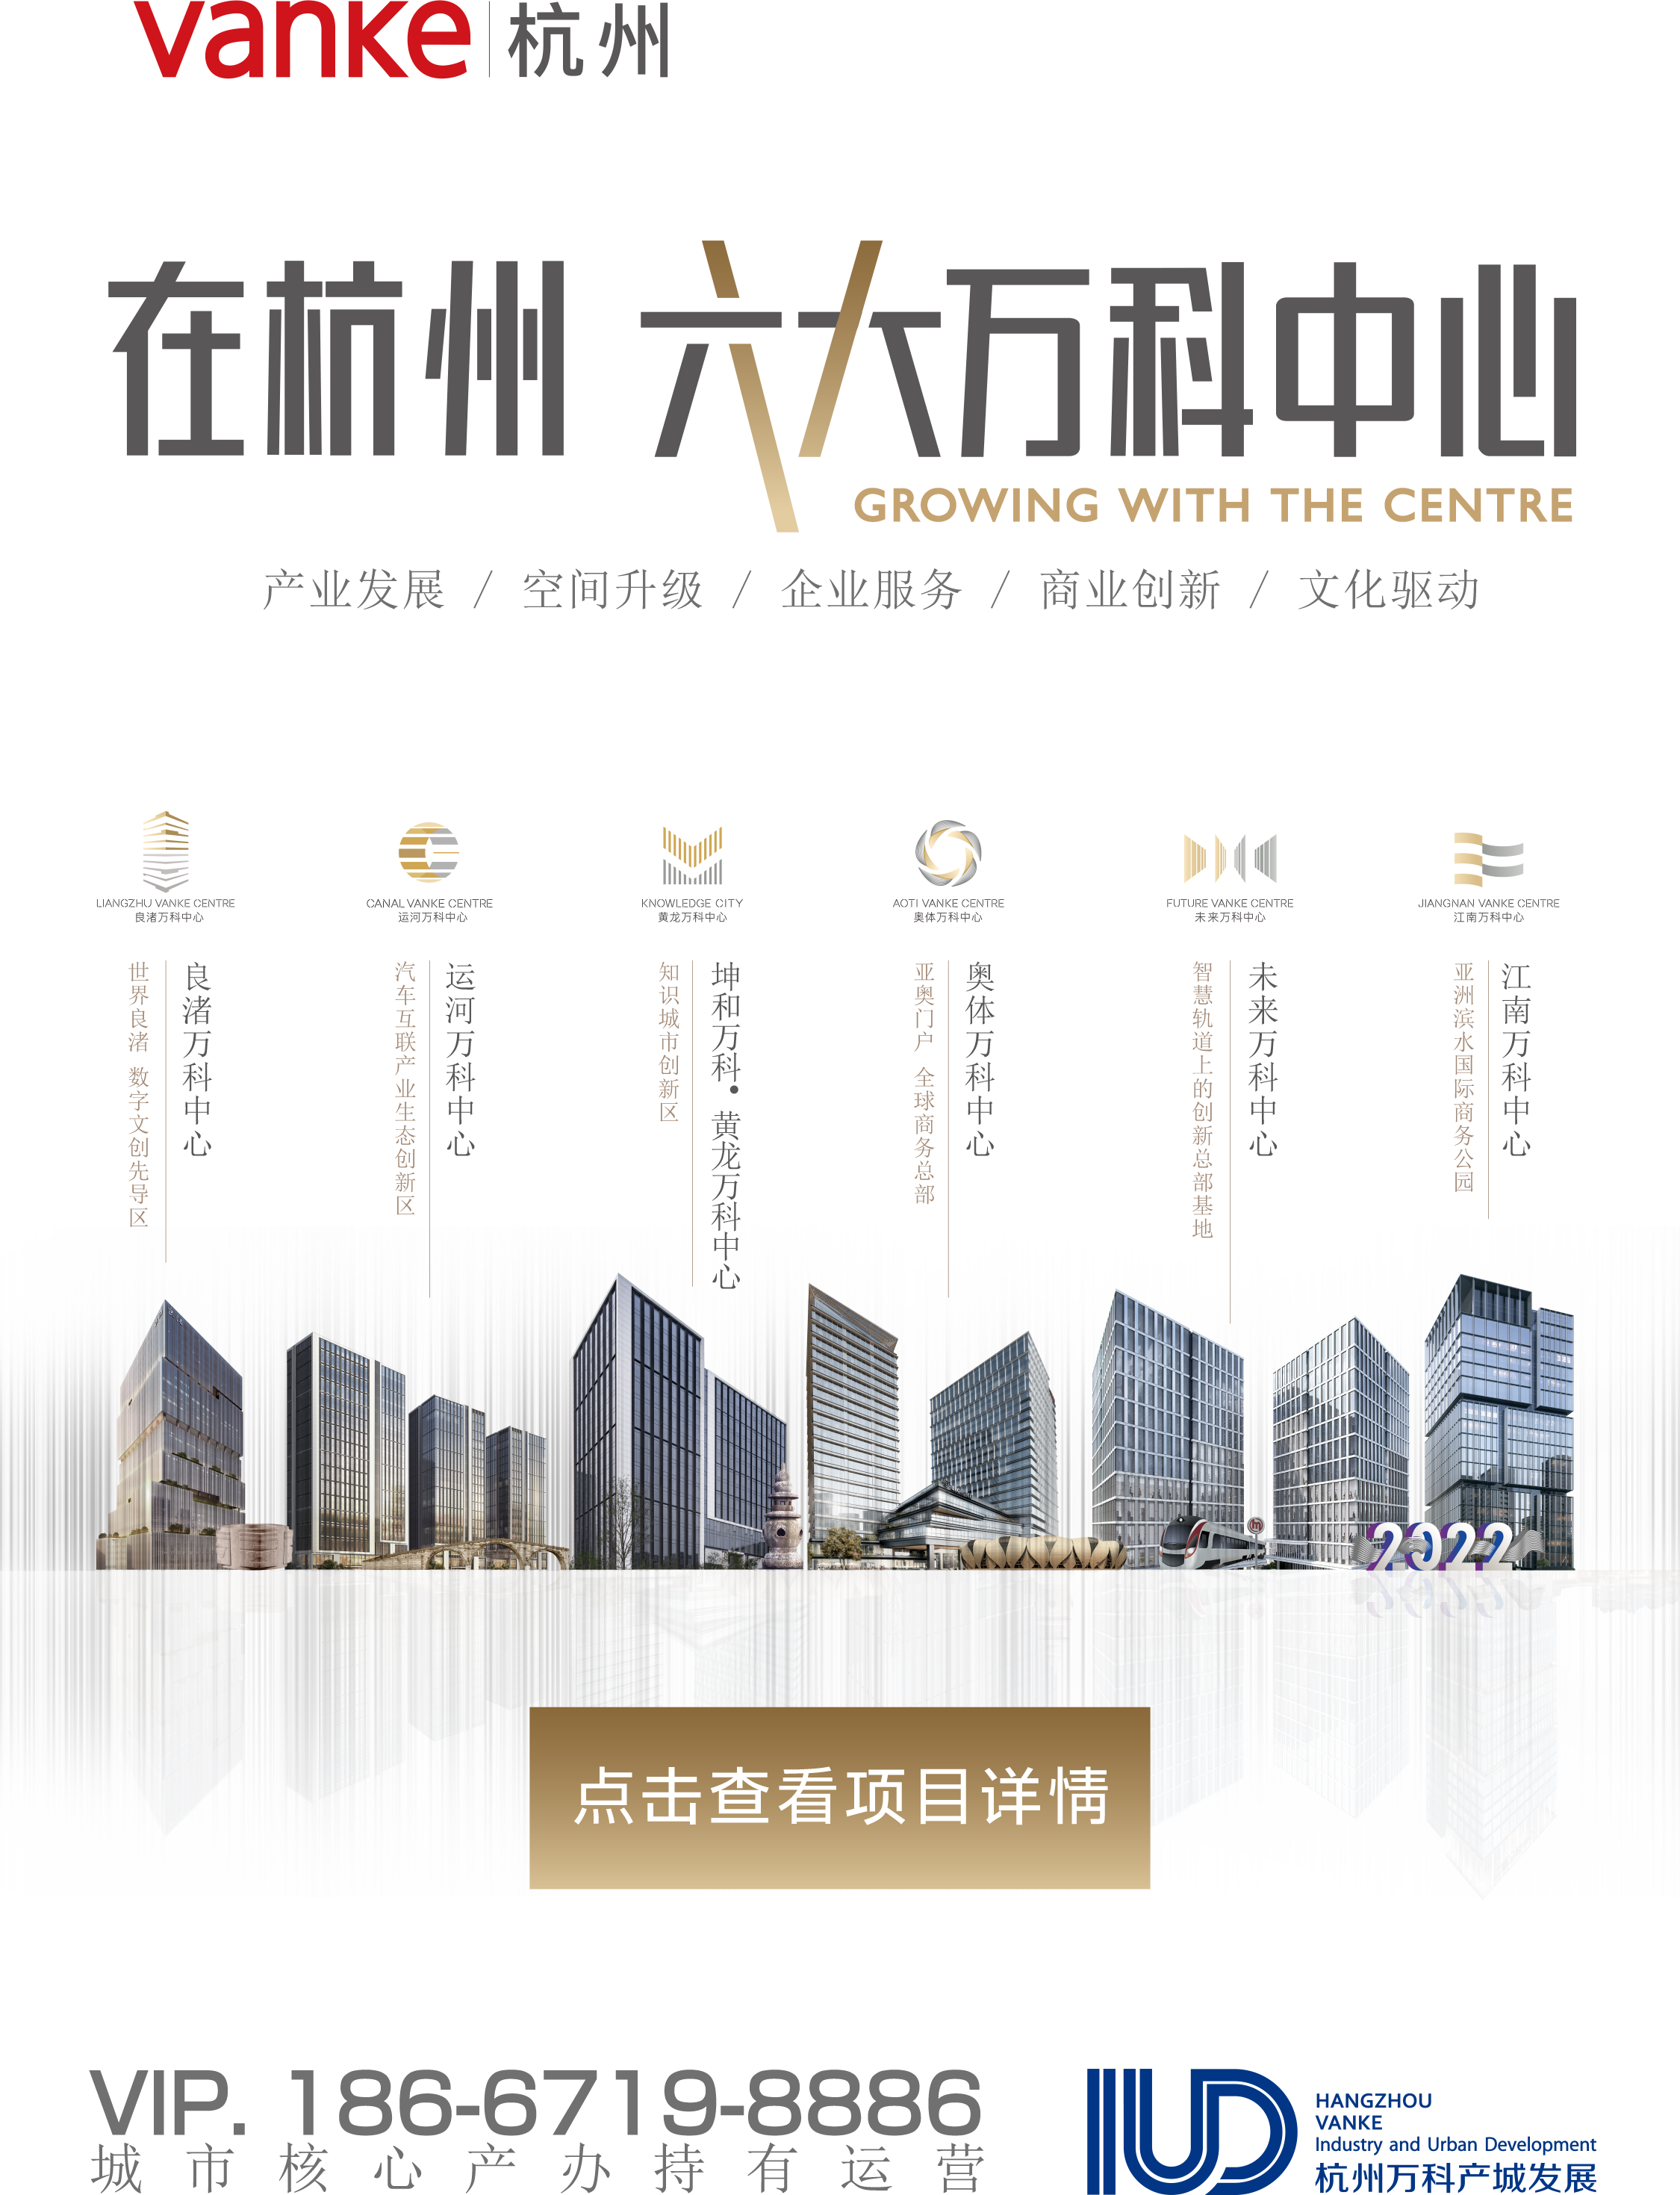 vanke 杭州
在杭州 六大万科中心
GROWING WITH THE CENTRE
产业发展 / 空间升级 / 企业服务 / 商业创新 / 文化驱动
LIANGZHU VANKE CENTRE
良渚万科中心
CANAL VANKE CENTRE
运河万科中心
KNOWLEDGE CITY
黄龙万科中心
AOTI VANKE CENTRE
奥体万科中心
FUTURE VANKE CENTRE
未来万科中心
JIANGNAN VANKE CENTRE
江南万科中心
良渚万科中心
世界良渚 数字文创先导区
运河万科中心
汽车互联产业生态创新区
坤和万科·黄龙万科中心
知识城市创新区
奥体万科中心
亚奥门户 全球商务总部
未来万科中心
智慧轨道上的创新总部基地
江南万科中心
亚洲滨水国际商务公园
2022
点击查看项目详情
VIP. 186-6719-8886
城市核心产办持有运营
IUD
HANGZHOU
VANKE
Industry and Urban Development
杭州万科产城发展